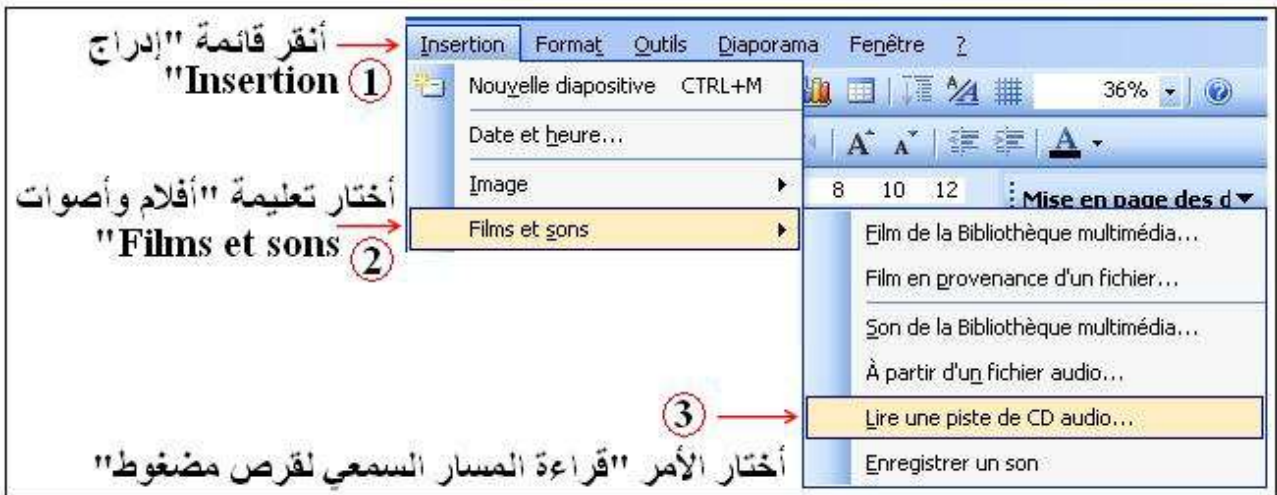 أنقر قائمة "إدراج
Insertion" ①
Insertion Format Outils Diaporama Fenêtre ?
Nouvelle diapositive CTRL+M
36%
Date et heure...
A A A
Image
8 10 12
Mise en page des d
أختار تعليمة "أفلام وأصوات
Films et sons" ②
Films et sons
Film de la Bibliothèque multimédia...
Film en provenance d'un fichier...
Son de la Bibliothèque multimédia...
À partir d'un fichier audio...
③
Lire une piste de CD audio...
أختار الأمر "قراءة المسار السمعي لقرص مضغوط"
Enregistrer un son